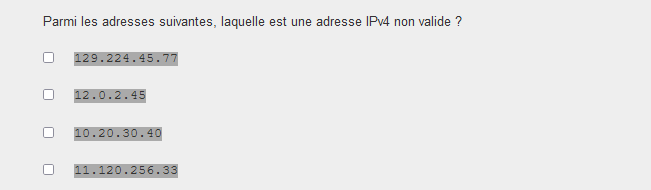 Parmi les adresses suivantes, laquelle est une adresse IPv4 non valide ?
129.224.45.77
12.0.2.45
10.20.30.40
11.120.256.33